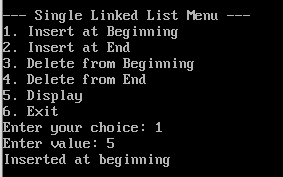 --- Single Linked List Menu ---
1. Insert at Beginning
2. Insert at End
3. Delete from Beginning
4. Delete from End
5. Display
6. Exit
Enter your choice: 1
Enter value: 5
Inserted at beginning